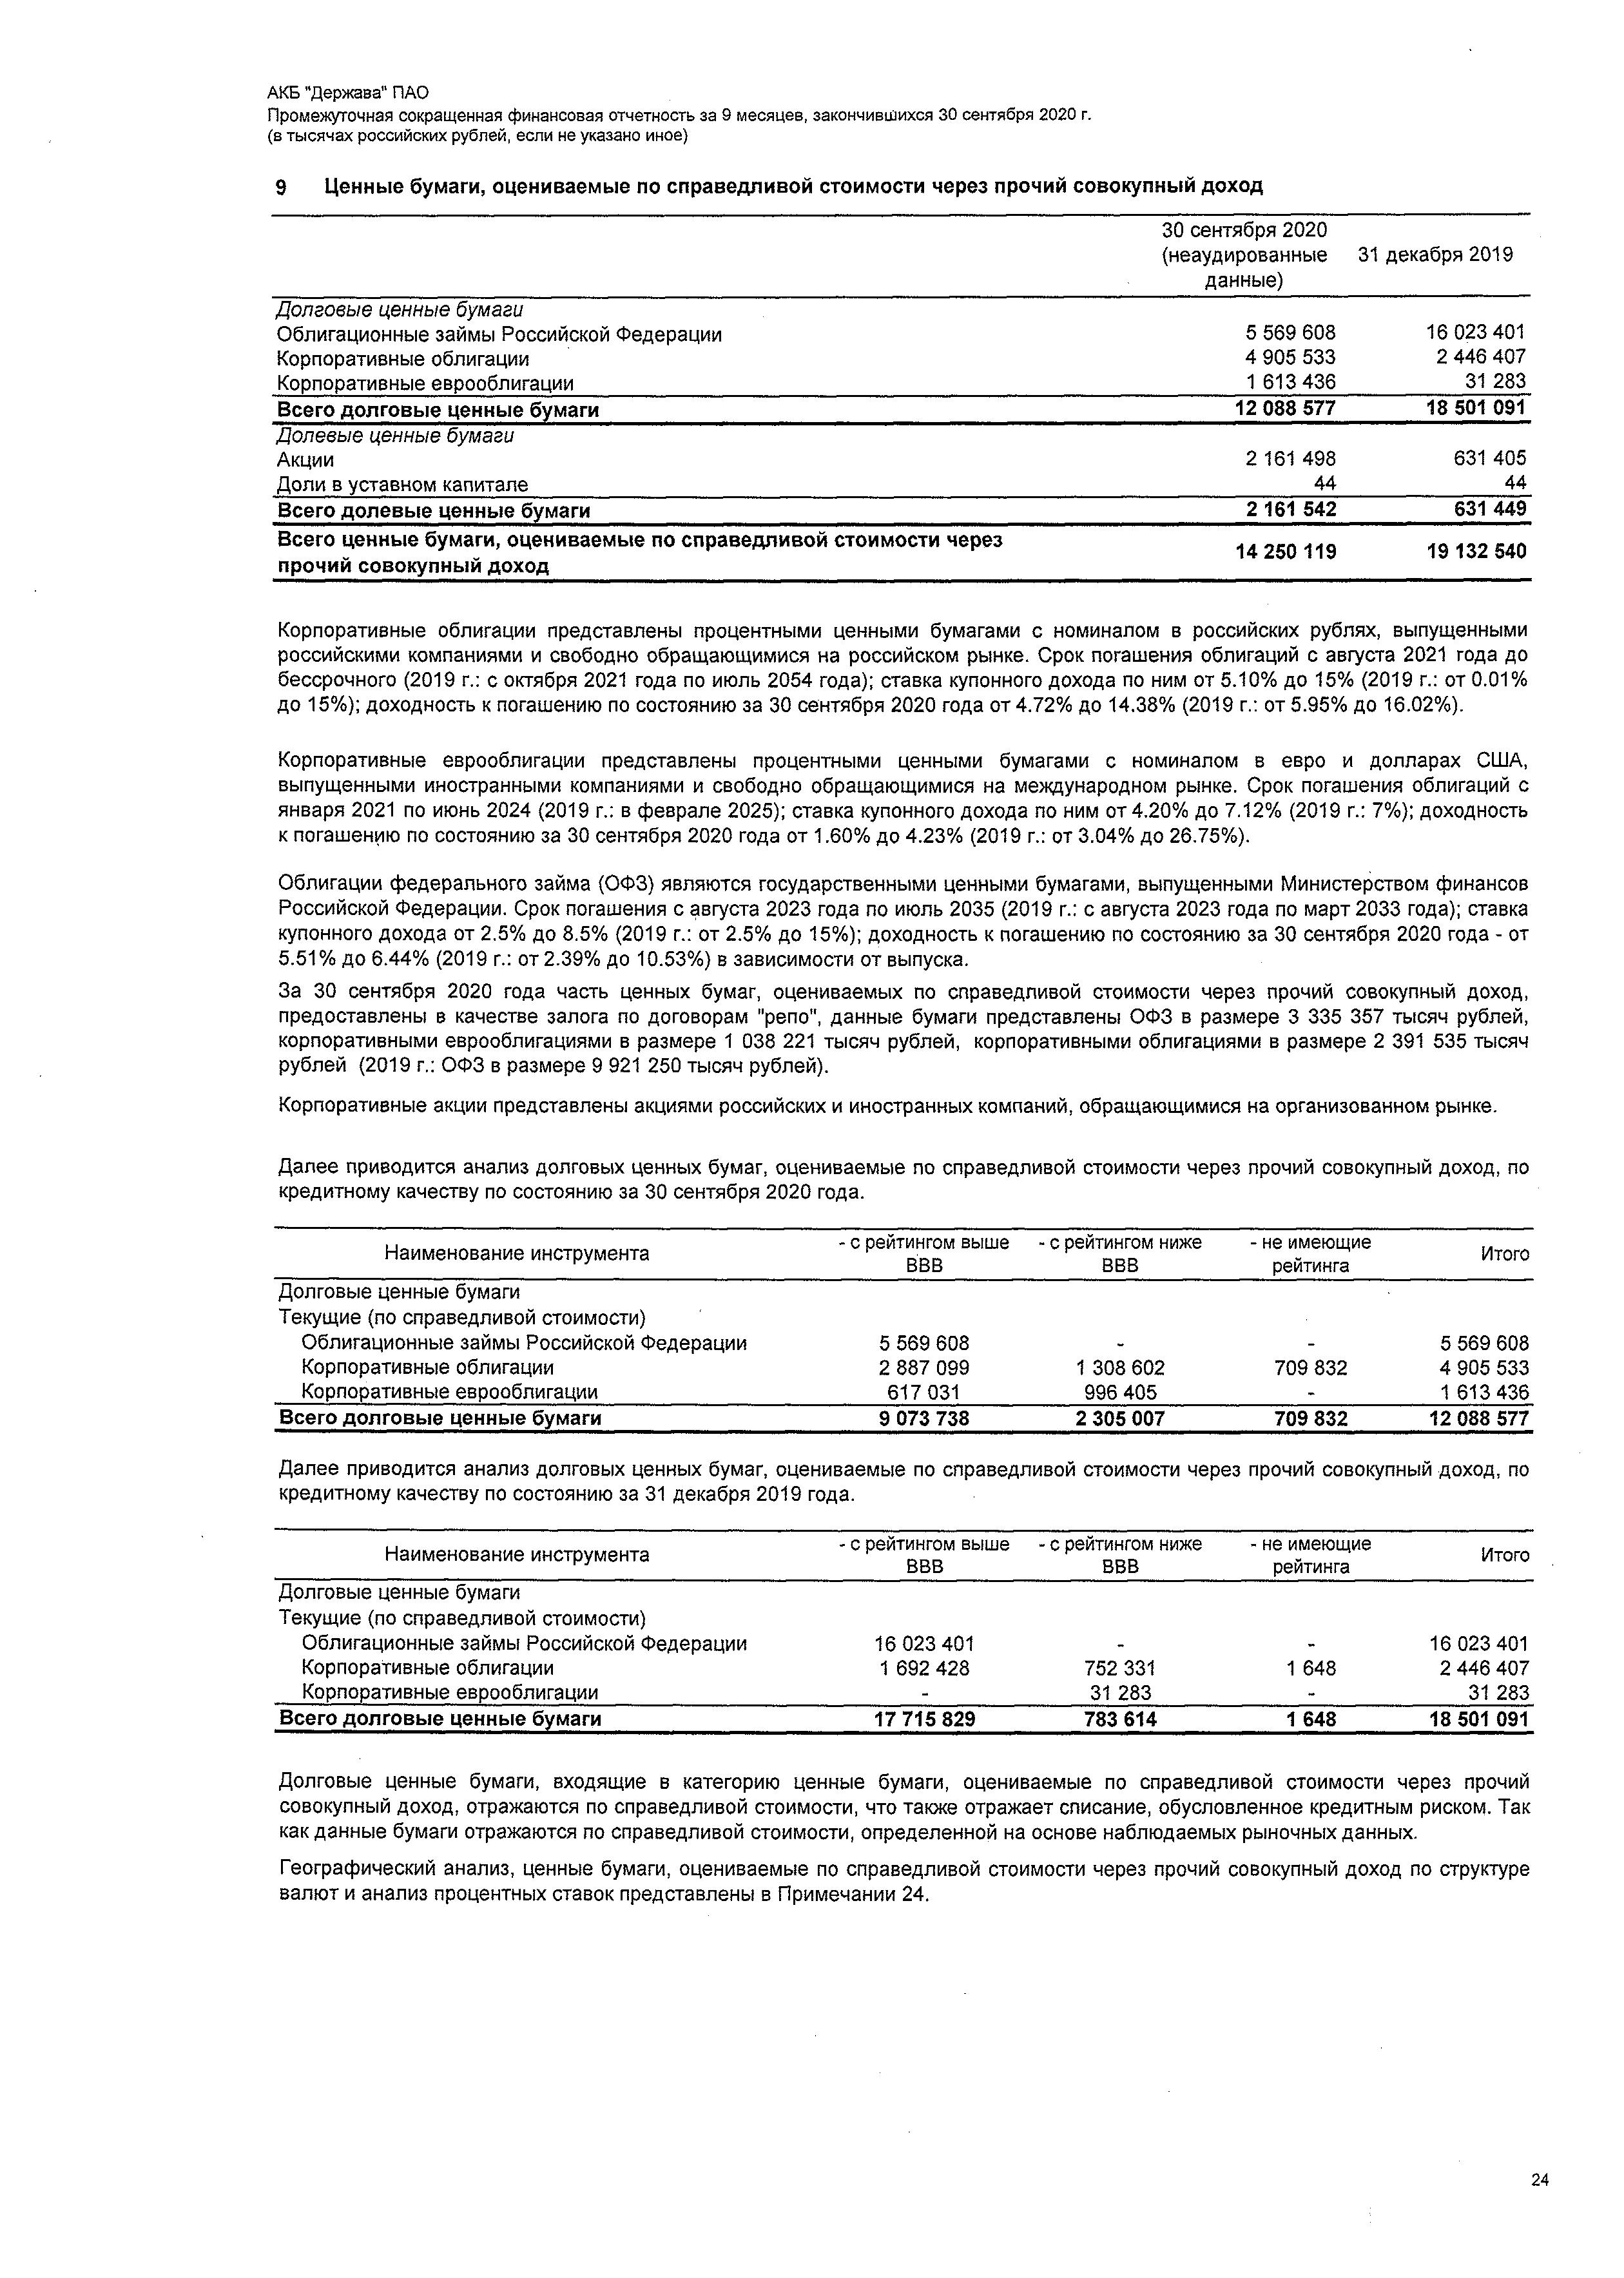 АКБ "Держава" ПАО
Промежуточная сокращенная финансовая отчетность за 9 месяцев, закончившихся 30 сентября 2020 г.
(в тысячах российских рублей, если не указано иное)
9 Ценные бумаги, оцениваемые по справедливой стоимости через прочий совокупный доход
30 сентября 2020
(неаудированные 31 декабря 2019
данные)
Долговые ценные бумаги
Облигационные займы Российской Федерации 5 569 608 16 023 401
Корпоративные облигации 4 905 533 2 446 407
Корпоративные еврооблигации 1 613 436 31 283
Всего долговые ценные бумаги 12 088 577 18 501 091
Долевые ценные бумаги
Акции 2 161 498 631 405
Доли в уставном капитале 44 44
Всего долевые ценные бумаги 2 161 542 631 449
Всего ценные бумаги, оцениваемые по справедливой стоимости через
прочий совокупный доход 14 250 119 19 132 540
Корпоративные облигации представлены процентными ценными бумагами с номиналом в российских рублях, выпущенными
российскими компаниями и свободно обращающимися на российском рынке. Срок погашения облигаций с августа 2021 года до
бессрочного (2019 г.: с октября 2021 года по июль 2054 года); ставка купонного дохода по ним от 5.10% до 15% (2019 г.: от 0.01%
до 15%); доходность к погашению по состоянию за 30 сентября 2020 года от 4.72% до 14.38% (2019 г.: от 5.95% до 16.02%).
Корпоративные еврооблигации представлены процентными ценными бумагами с номиналом в евро и долларах США,
выпущенными иностранными компаниями и свободно обращающимися на международном рынке. Срок погашения облигаций с
января 2021 по июнь 2024 (2019 г.: в феврале 2025); ставка купонного дохода по ним от 4.20% до 7.12% (2019 г.: 7%); доходность
к погашению по состоянию за 30 сентября 2020 года от 1.60% до 4.23% (2019 г.: от 3.04% до 26.75%).
Облигации федерального займа (ОФЗ) являются государственными ценными бумагами, выпущенными Министерством финансов
Российской Федерации. Срок погашения с августа 2023 года по июль 2035 (2019 г.: с августа 2023 года по март 2033 года); ставка
купонного дохода от 2.5% до 8.5% (2019 г.: от 2.5% до 15%); доходность к погашению по состоянию за 30 сентября 2020 года - от
5.51% до 6.44% (2019 г.: от 2.39% до 10.53%) в зависимости от выпуска.
За 30 сентября 2020 года часть ценных бумаг, оцениваемых по справедливой стоимости через прочий совокупный доход,
предоставлены в качестве залога по договорам "репо", данные бумаги представлены ОФЗ в размере 3 335 357 тысяч рублей,
корпоративными еврооблигациями в размере 1 038 221 тысяч рублей, корпоративными облигациями в размере 2 391 535 тысяч
рублей (2019 г.: ОФЗ в размере 9 921 250 тысяч рублей).
Корпоративные акции представлены акциями российских и иностранных компаний, обращающимися на организованном рынке.
Далее приводится анализ долговых ценных бумаг, оцениваемые по справедливой стоимости через прочий совокупный доход, по
кредитному качеству по состоянию за 30 сентября 2020 года.
Наименование инструмента - с рейтингом выше ВВВ - с рейтингом ниже ВВВ - не имеющие рейтинга Итого
Долговые ценные бумаги
Текущие (по справедливой стоимости)
Облигационные займы Российской Федерации 5 569 608 - - 5 569 608
Корпоративные облигации 2 887 099 1 308 602 709 832 4 905 533
Корпоративные еврооблигации 617 031 996 405 - 1 613 436
Всего долговые ценные бумаги 9 073 738 2 305 007 709 832 12 088 577
Далее приводится анализ долговых ценных бумаг, оцениваемые по справедливой стоимости через прочий совокупный доход, по
кредитному качеству по состоянию за 31 декабря 2019 года.
Наименование инструмента - с рейтингом выше ВВВ - с рейтингом ниже ВВВ - не имеющие рейтинга Итого
Долговые ценные бумаги
Текущие (по справедливой стоимости)
Облигационные займы Российской Федерации 16 023 401 - - 16 023 401
Корпоративные облигации 1 692 428 752 331 1 648 2 446 407
Корпоративные еврооблигации - 31 283 - 31 283
Всего долговые ценные бумаги 17 715 829 783 614 1 648 18 501 091
Долговые ценные бумаги, входящие в категорию ценные бумаги, оцениваемые по справедливой стоимости через прочий
совокупный доход, отражаются по справедливой стоимости, что также отражает списание, обусловленное кредитным риском. Так
как данные бумаги отражаются по справедливой стоимости, определенной на основе наблюдаемых рыночных данных.
Географический анализ, ценные бумаги, оцениваемые по справедливой стоимости через прочий совокупный доход по структуре
валют и анализ процентных ставок представлены в Примечании 24.
24